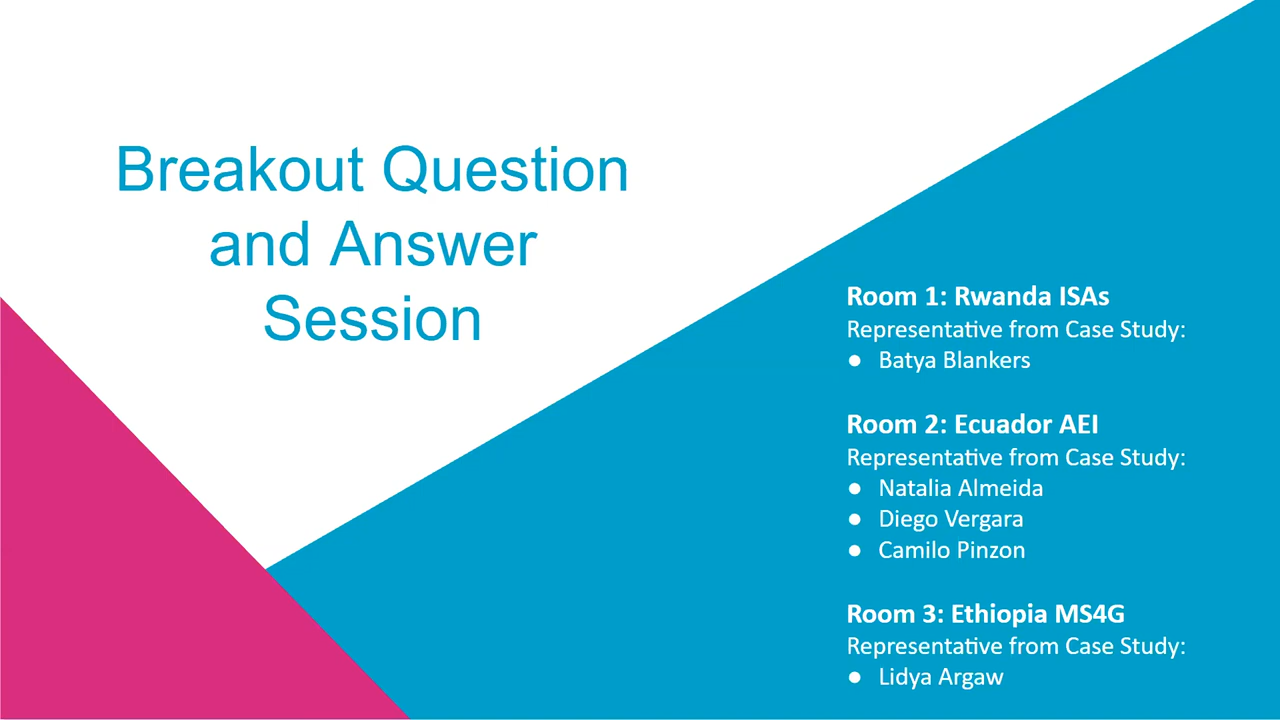 Breakout Question
and Answer
Session
Room 1: Rwanda ISAs
Representative from Case Study:
● Batya Blankers
Room 2: Ecuador AEI
Representative from Case Study:
● Natalia Almeida
● Diego Vergara
● Camilo Pinzon
Room 3: Ethiopia MS4G
Representative from Case Study:
● Lidya Argaw